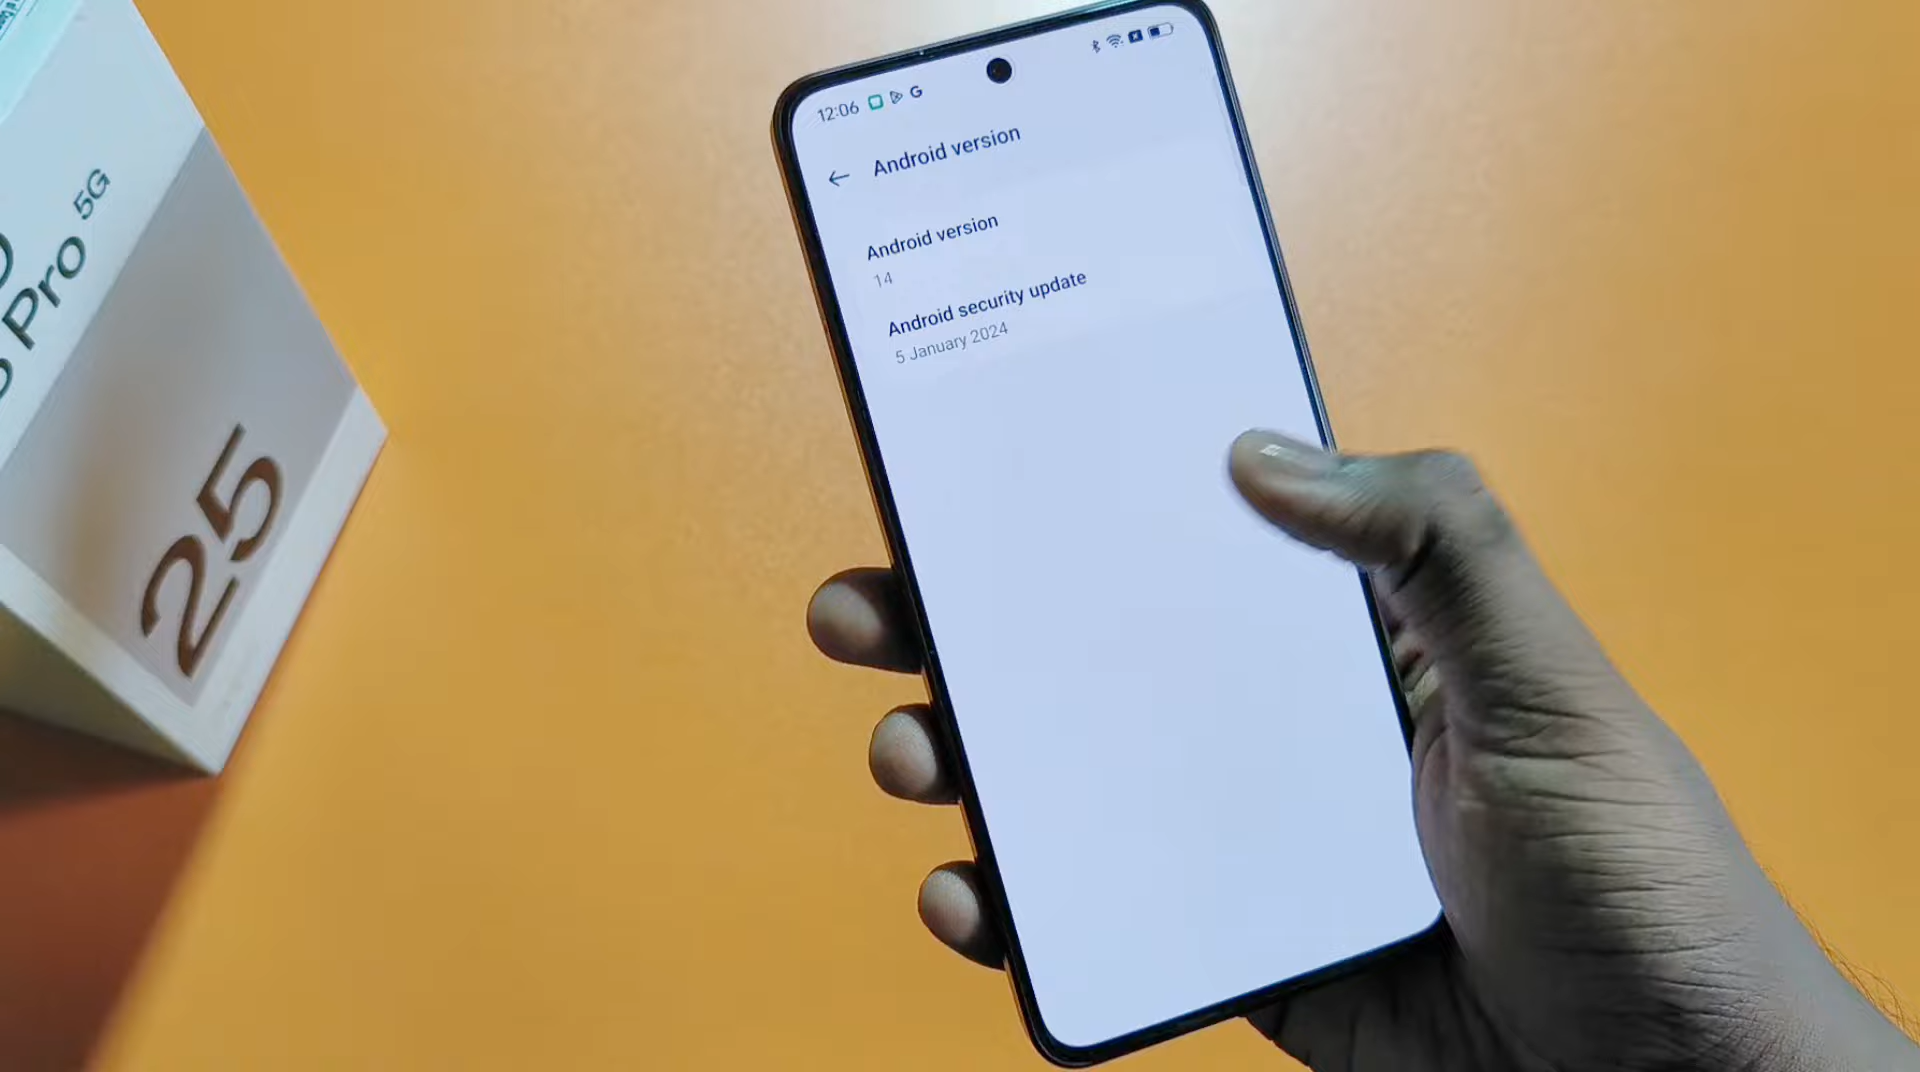 12:06 G
Android version
Android version
14
Android security update
5 January 2024
Pro 5G
25